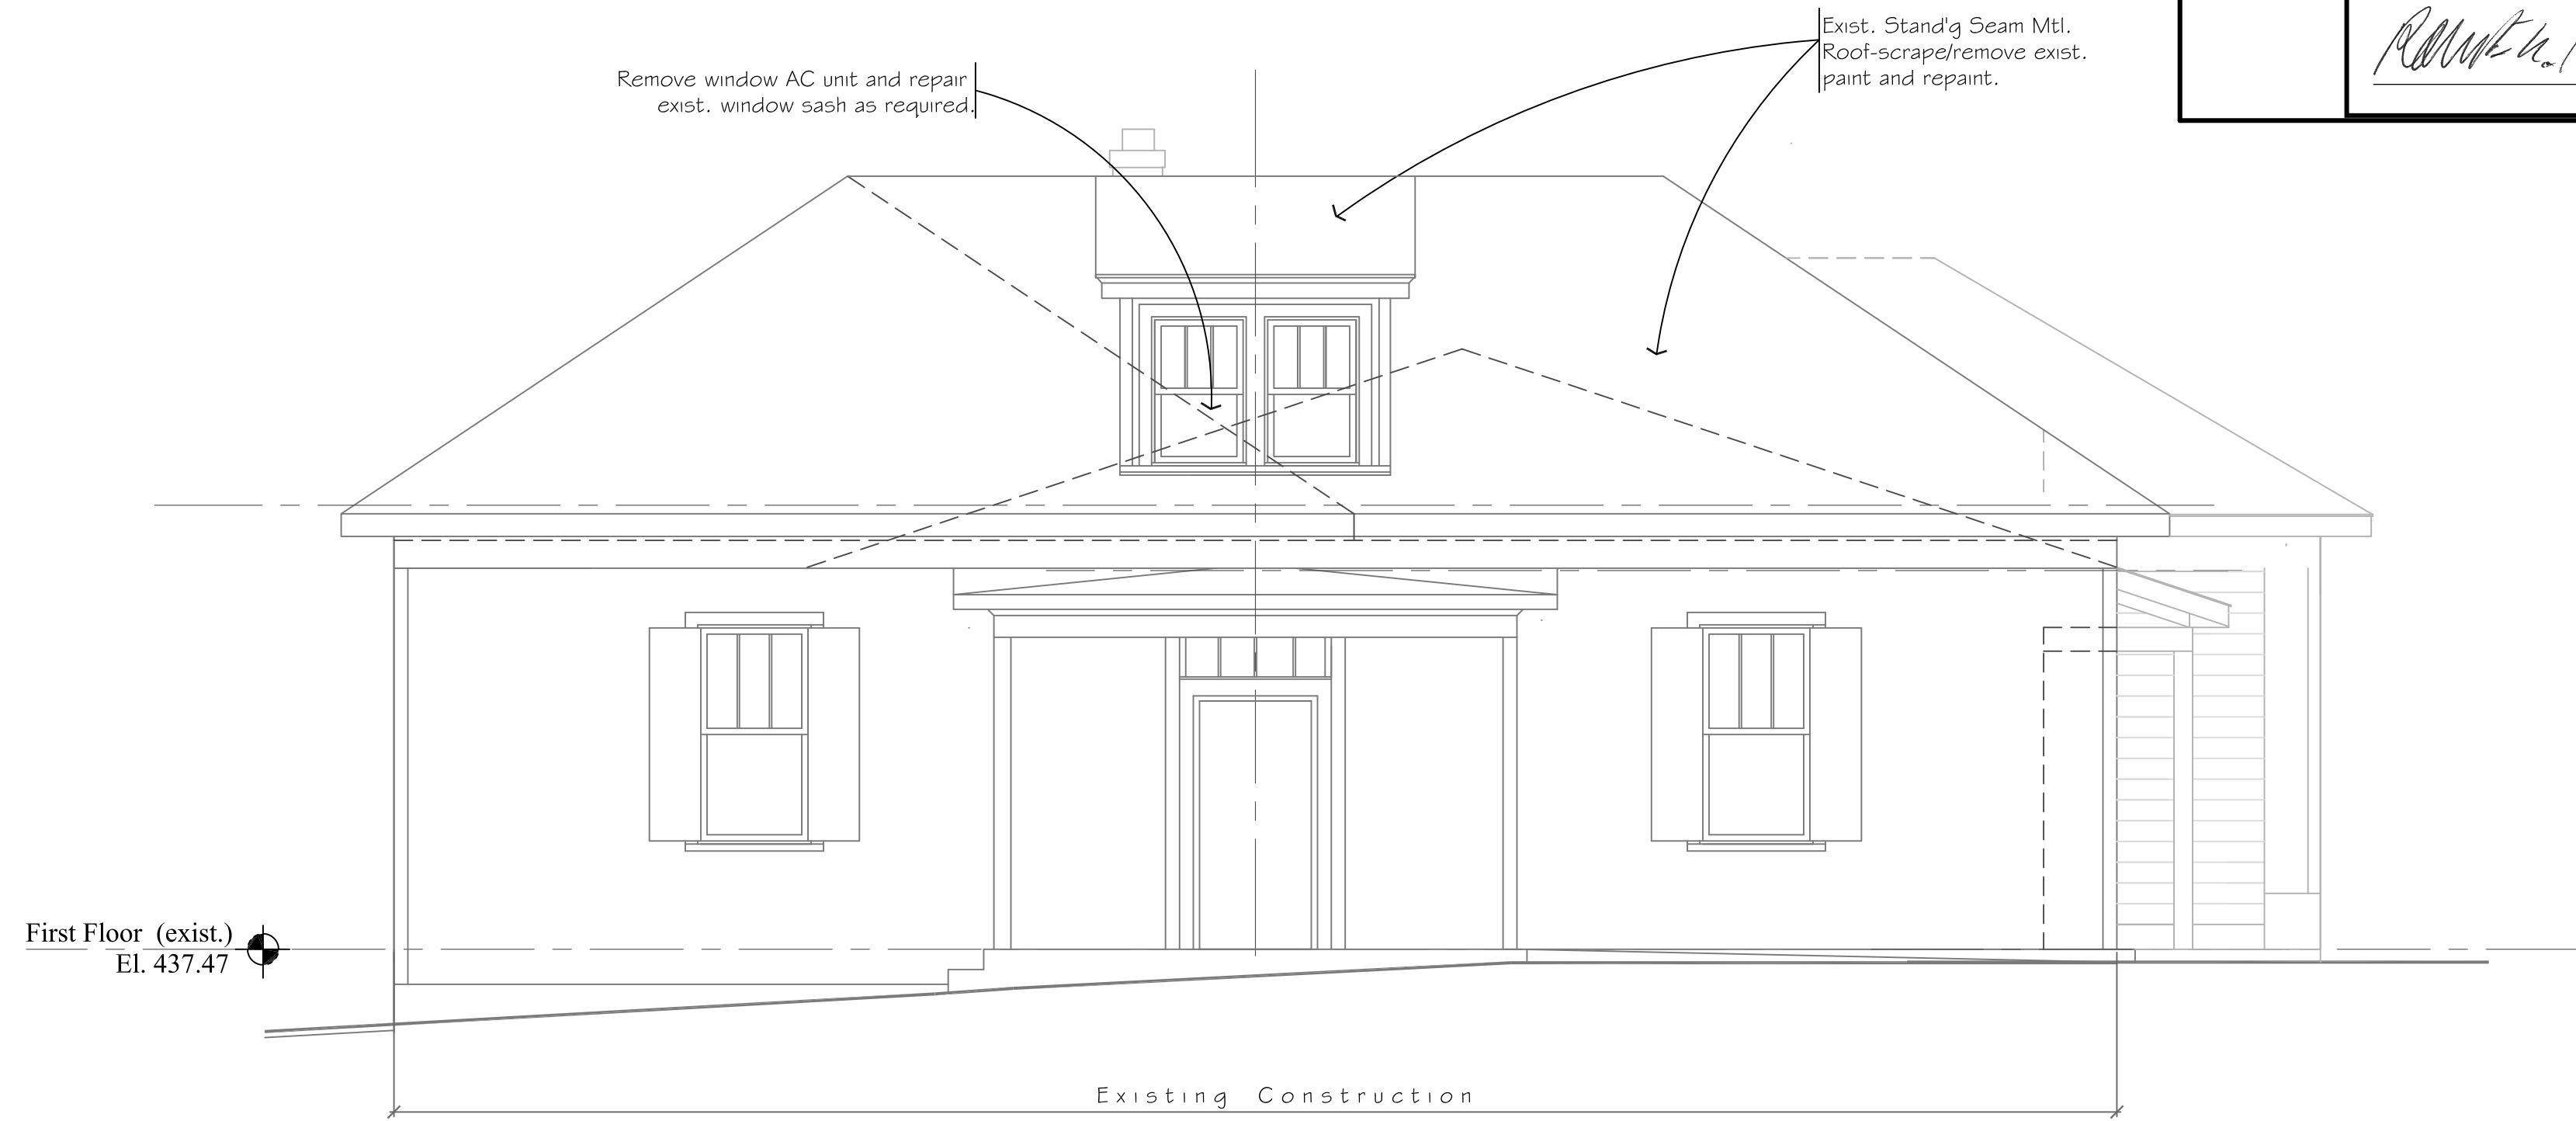 Remove window AC unit and repair
exist. window sash as required.
Exist. Stand'g Seam Mtl.
Roof-scrape/remove exist.
paint and repaint.
First Floor (exist.)
El. 437.47
Existing Construction